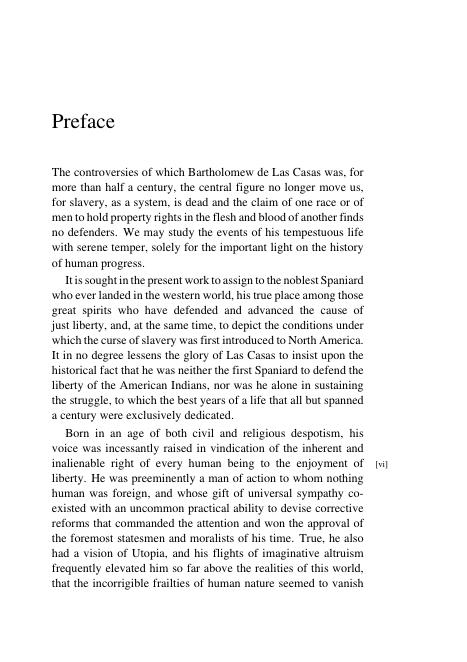 Preface
The controversies of which Bartholomew de Las Casas was, for
more than half a century, the central figure no longer move us,
for slavery, as a system, is dead and the claim of one race or of
men to hold property rights in the flesh and blood of another finds
no defenders. We may study the events of his tempestuous life
with serene temper, solely for the important light on the history
of human progress.
It is sought in the present work to assign to the noblest Spaniard
who ever landed in the western world, his true place among those
great spirits who have defended and advanced the cause of
just liberty, and, at the same time, to depict the conditions under
which the curse of slavery was first introduced to North America.
It in no degree lessens the glory of Las Casas to insist upon the
historical fact that he was neither the first Spaniard to defend the
liberty of the American Indians, nor was he alone in sustaining
the struggle, to which the best years of a life that all but spanned
a century were exclusively dedicated.
Born in an age of both civil and religious despotism, his
voice was incessantly raised in vindication of the inherent and
inalienable right of every human being to the enjoyment of [vi]
liberty. He was preeminently a man of action to whom nothing
human was foreign, and whose gift of universal sympathy co-
existed with an uncommon practical ability to devise corrective
reforms that commanded the attention and won the approval of
the foremost statesmen and moralists of his time. True, he also
had a vision of Utopia, and his flights of imaginative altruism
frequently elevated him so far above the realities of this world,
that the incorrigible frailties of human nature seemed to vanish